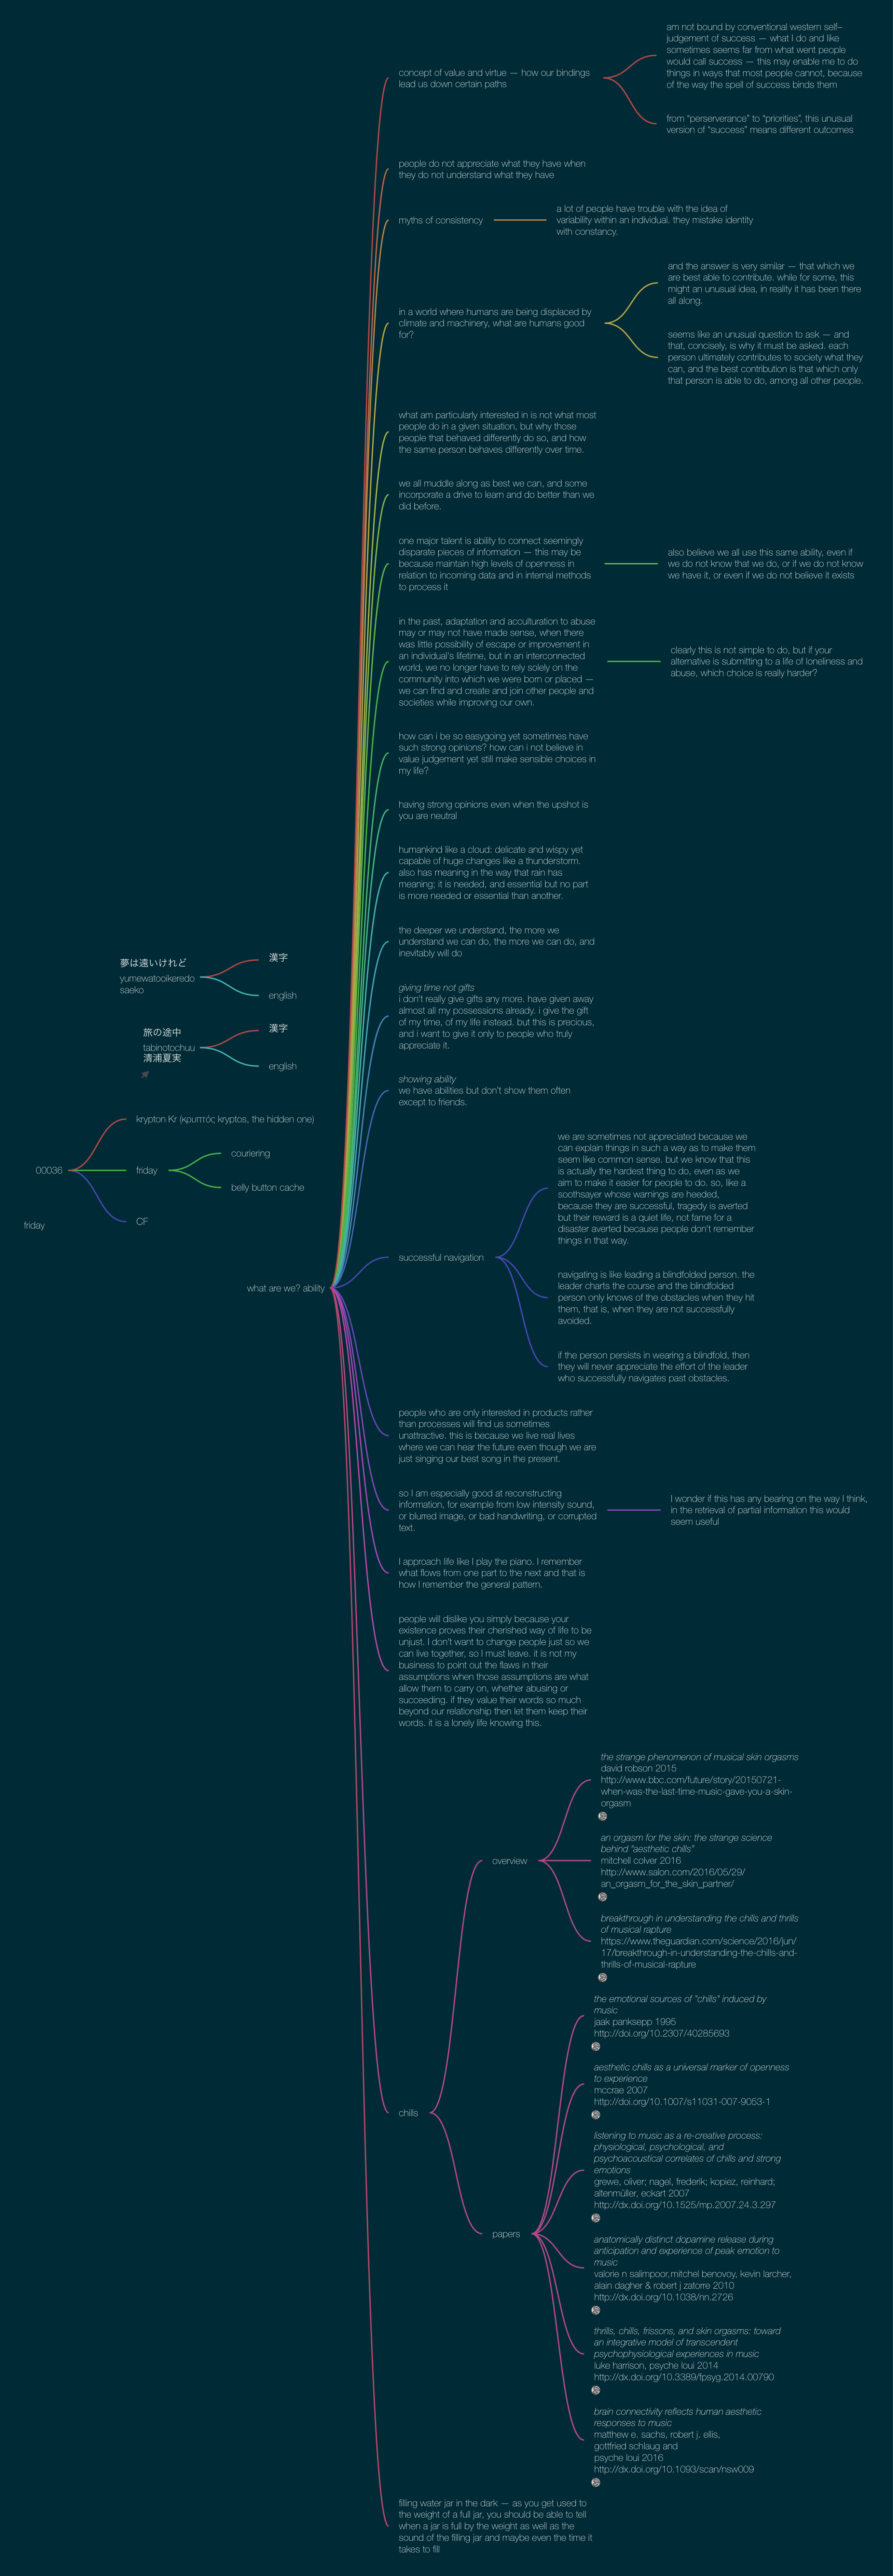 concept of value and virtue — how our bindings
lead us down certain paths
am not bound by conventional western self–
judgement of success — what I do and like
sometimes seems far from what went people
would call success — this may enable me to do
things in ways that most people cannot, because
of the way the spell of success binds them
from “perserverance” to “priorities”, this unusual
version of “success” means different outcomes
people do not appreciate what they have when
they do not understand what they have
myths of consistency
a lot of people have trouble with the idea of
variability within an individual. they mistake identity
with constancy.
in a world where humans are being displaced by
climate and machinery, what are humans good
for?
and the answer is very similar — that which we
are best able to contribute. while for some, this
might an unusual idea, in reality it has been there
all along.
seems like an unusual question to ask — and
that, concisely, is why it must be asked. each
person ultimately contributes to society what they
can, and the best contribution is that which only
that person is able to do, among all other people.
what am particularly interested in is not what most
people do in a given situation, but why those
people that behaved differently do so, and how
the same person behaves differently over time.
we all muddle along as best we can, and some
incorporate a drive to learn and do better than we
did before.
one major talent is ability to connect seemingly
disparate pieces of information — this may be
because maintain high levels of openness in
relation to incoming data and in internal methods
to process it
also believe we all use this same ability, even if
we do not know that we do, or if we do not know
we have it, or even if we do not believe it exists
in the past, adaptation and acculturation to abuse
may or may not have made sense, when there
was little possibility of escape or improvement in
an individual's lifetime, but in an interconnected
world, we no longer have to rely solely on the
community into which we were born or placed —
we can find and create and join other people and
societies while improving our own.
clearly this is not simple to do, but if your
alternative is submitting to a life of loneliness and
abuse, which choice is really harder?
how can i be so easygoing yet sometimes have
such strong opinions? how can i not believe in
value judgement yet still make sensible choices in
my life?
having strong opinions even when the upshot is
you are neutral
humankind like a cloud: delicate and wispy yet
capable of huge changes like a thunderstorm.
also has meaning in the way that rain has
meaning; it is needed, and essential but no part
is more needed or essential than another.
the deeper we understand, the more we
understand we can do, the more we can do, and
inevitably will do
夢は遠いけれど
yumewatooikeredo
saeko
漢字
english
giving time not gifts
i don't really give gifts any more. have given away
almost all my possessions already. i give the gift
of my time, of my life instead. but this is precious,
and i want to give it only to people who truly
appreciate it.
旅の途中
tabinotochuu
清浦夏実
漢字
english
showing ability
we have abilities but don't show them often
except to friends.
00036
krypton Kr (κρυπτός kryptos, the hidden one)
friday
couriering
belly button cache
CF
friday
what are we? ability
successful navigation
we are sometimes not appreciated because we
can explain things in such a way as to make them
seem like common sense. but we know that this
is actually the hardest thing to do, even as we
aim to make it easier for people to do. so, like a
soothsayer whose warnings are heeded,
because they are successful, tragedy is averted
but their reward is a quiet life, not fame for a
disaster averted because people don't remember
things in that way.
navigating is like leading a blindfolded person. the
leader charts the course and the blindfolded
person only knows of the obstacles when they hit
them, that is, when they are not successfully
avoided.
if the person persists in wearing a blindfold, then
they will never appreciate the effort of the leader
who successfully navigates past obstacles.
people who are only interested in products rather
than processes will find us sometimes
unattractive. this is because we live real lives
where we can hear the future even though we are
just singing our best song in the present.
so I am especially good at reconstructing
information, for example from low intensity sound,
or blurred image, or bad handwriting, or corrupted
text.
I wonder if this has any bearing on the way I think,
in the retrieval of partial information this would
seem useful
I approach life like I play the piano. I remember
what flows from one part to the next and that is
how I remember the general pattern.
people will dislike you simply because your
existence proves their cherished way of life to be
unjust. I don't want to change people just so we
can live together, so I must leave. it is not my
business to point out the flaws in their
assumptions when those assumptions are what
allow them to carry on, whether abusing or
succeeding. if they value their words so much
beyond our relationship then let them keep their
words. it is a lonely life knowing this.
chills
overview
the strange phenomenon of musical skin orgasms
david robson 2015
http://www.bbc.com/future/story/20150721-
when-was-the-last-time-music-gave-you-a-skin-
orgasm
an orgasm for the skin: the strange science
behind “aesthetic chills”
mitchell colver 2016
http://www.salon.com/2016/05/29/
an_orgasm_for_the_skin_partner/
breakthrough in understanding the chills and thrills
of musical rapture
https://www.theguardian.com/science/2016/jun/
17/breakthrough-in-understanding-the-chills-and-
thrills-of-musical-rapture
papers
the emotional sources of “chills” induced by
music
jaak panksepp 1995
http://doi.org/10.2307/40285693
aesthetic chills as a universal marker of openness
to experience
mccrae 2007
http://doi.org/10.1007/s11031-007-9053-1
listening to music as a re-creative process:
physiological, psychological, and
psychoacoustical correlates of chills and strong
emotions
grewe, oliver; nagel, frederik; kopiez, reinhard;
altenmüller, eckart 2007
http://dx.doi.org/10.1525/mp.2007.24.3.297
anatomically distinct dopamine release during
anticipation and experience of peak emotion to
music
valorie n salimpoor,mitchel benovoy, kevin larcher,
alain dagher & robert j zatorre 2010
http://dx.doi.org/10.1038/nn.2726
thrills, chills, frissons, and skin orgasms: toward
an integrative model of transcendent
psychophysiological experiences in music
luke harrison, psyche loui 2014
http://dx.doi.org/10.3389/fpsyg.2014.00790
brain connectivity reflects human aesthetic
responses to music
matthew e. sachs, robert j. ellis,
gottfried schlaug and
psyche loui 2016
http://dx.doi.org/10.1093/scan/nsw009
filling water jar in the dark — as you get used to
the weight of a full jar, you should be able to tell
when a jar is full by the weight as well as the
sound of the filling jar and maybe even the time it
takes to fill